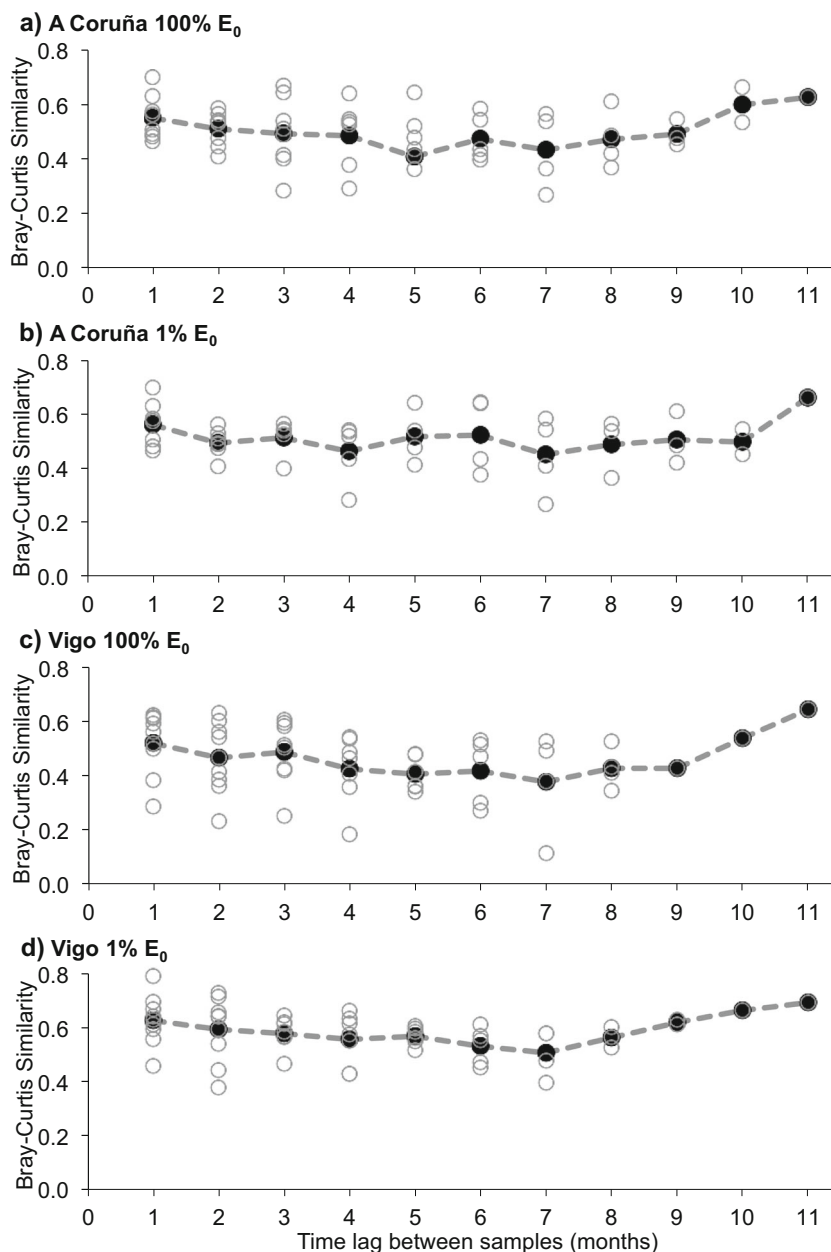 a) A Coruña 100% E0
Bray-Curtis Similarity
0.8
0.6
0.4
0.2
0.0
0 1 2 3 4 5 6 7 8 9 10 11
b) A Coruña 1% E0
Bray-Curtis Similarity
0.8
0.6
0.4
0.2
0.0
0 1 2 3 4 5 6 7 8 9 10 11
c) Vigo 100% E0
Bray-Curtis Similarity
0.8
0.6
0.4
0.2
0.0
0 1 2 3 4 5 6 7 8 9 10 11
d) Vigo 1% E0
Bray-Curtis Similarity
0.8
0.6
0.4
0.2
0.0
0 1 2 3 4 5 6 7 8 9 10 11
Time lag between samples (months)